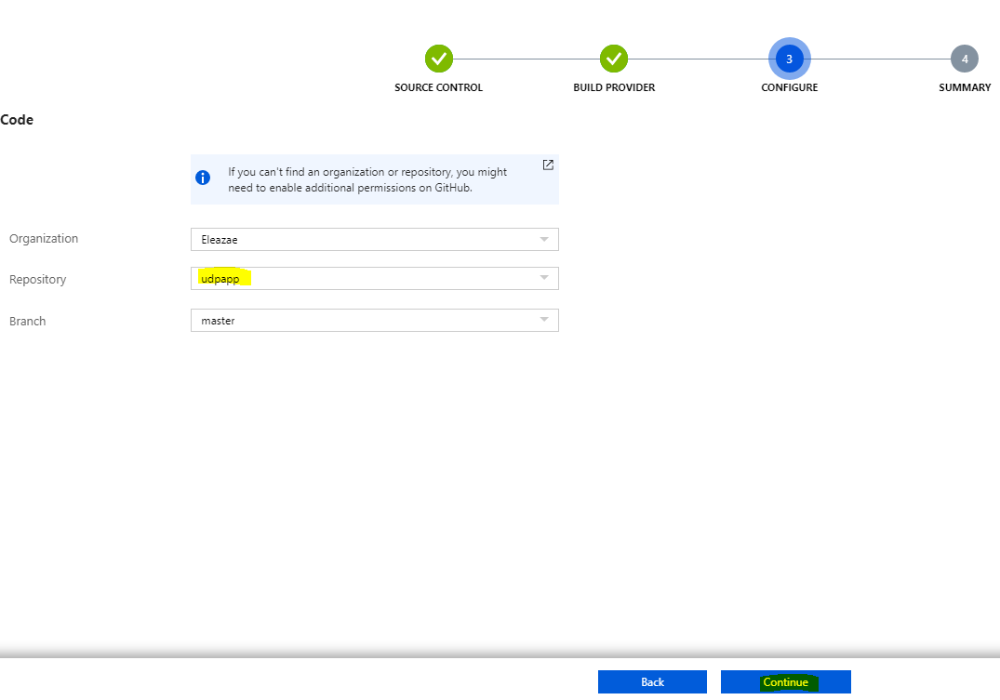 3
4
SOURCE CONTROL
BUILD PROVIDER
CONFIGURE
SUMMARY
Code
If you can't find an organization or repository, you might
need to enable additional permissions on GitHub.
Organization
Eleazae
Repository
udpapp
Branch
master
Back
Continue